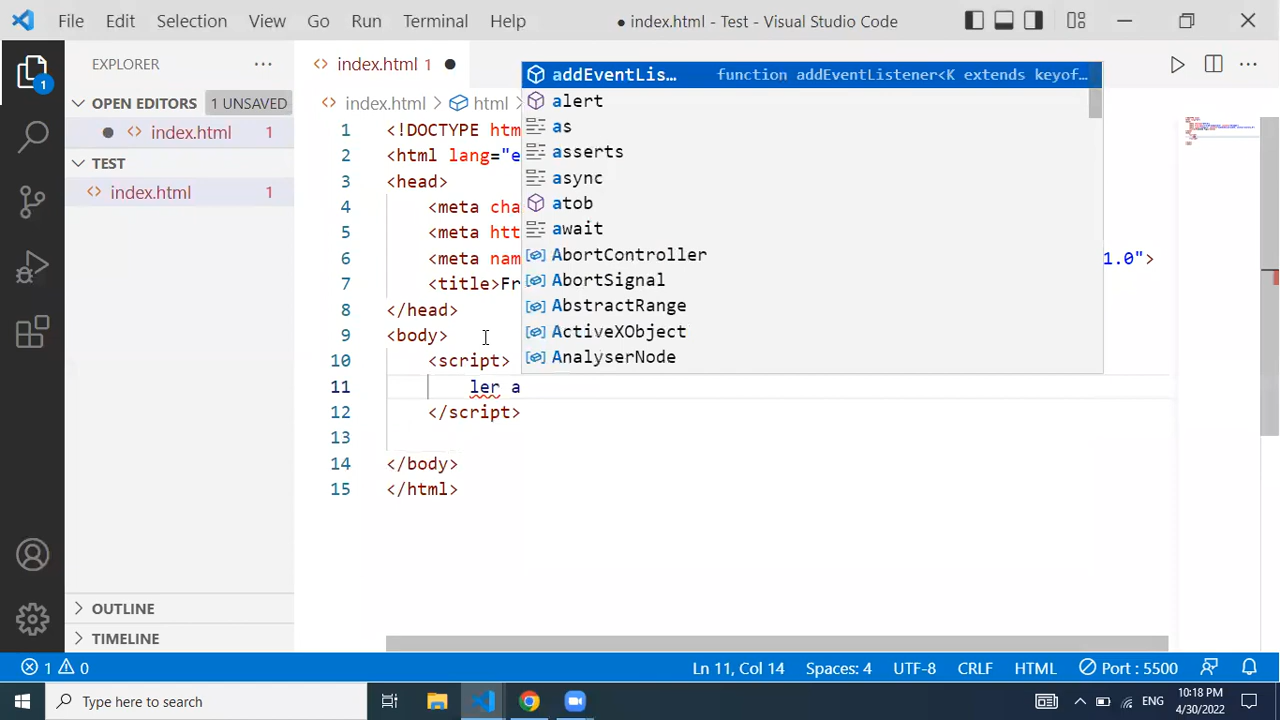 File Edit Selection View Go Run Terminal Help ● index.html - Test - Visual Studio Code
EXPLORER ···
index.html 1 ●
OPEN EDITORS 1 UNSAVED
● index.html 1
TEST
index.html 1
index.html > html >
1 <!DOCTYPE htm
2 <html lang="e
3 <head>
4 <meta cha
5 <meta htt
6 <meta nam 1.0">
7 <title>Fr
8 </head>
9 <body>
10 <script>
11 ler a
12 </script>
13
14 </body>
15 </html>
addEventLis… function addEventListener<K extends keyof…
alert
as
asserts
async
atob
await
AbortController
AbortSignal
AbstractRange
ActiveXObject
AnalyserNode
OUTLINE
TIMELINE
1 0 Ln 11, Col 14 Spaces: 4 UTF-8 CRLF HTML Port : 5500
Type here to search
ENG
10:18 PM
4/30/2022
1